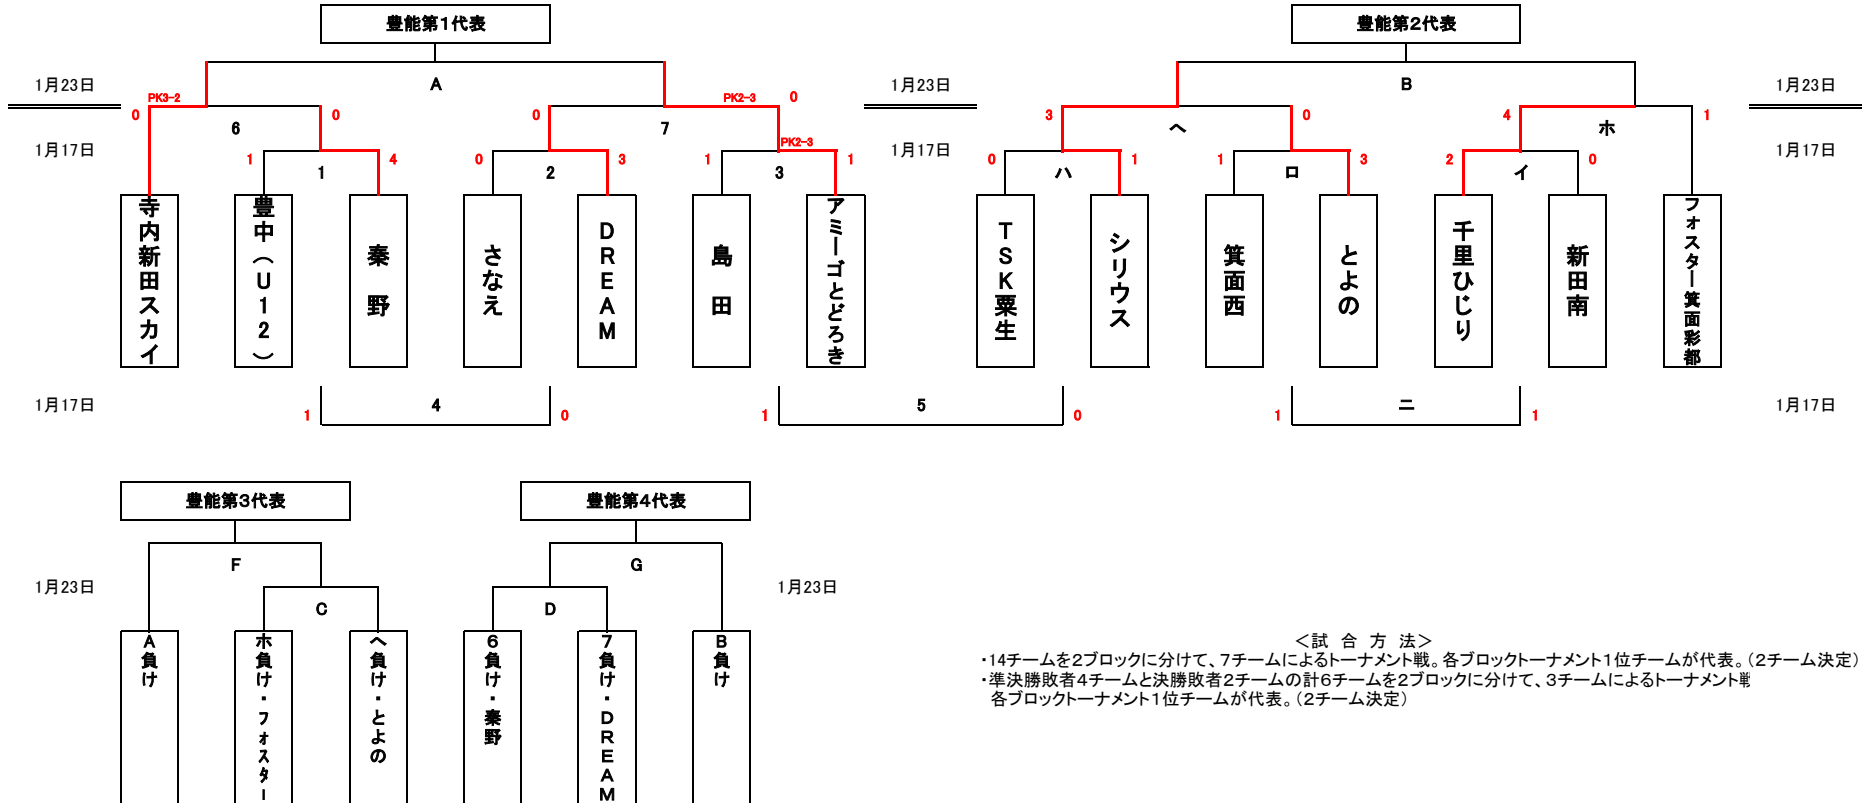 豊能第1代表
豊能第2代表
1月23日
A
1月23日
B
1月23日
PK3-2
PK2-3
0
0
0
0
3
0
4
1
6
7
ヘ
ホ
1月17日
PK2-3
1月17日
1月17日
1
4
0
3
1
1
0
1
1
3
2
0
1
2
3
ハ
ロ
イ
寺内新田スカイ
豊中(U12)
秦野
さなえ
DREAM
島田
アミーゴとどろき
TSK粟生
シリウス
箕面西
とよの
千里ひじり
新田南
フォスター箕面彩都
1月17日
1
4
0
1
5
0
1
ニ
1
1月17日
豊能第3代表
豊能第4代表
F
G
1月23日
1月23日
C
D
A負け
ホ負け・フォスター
ヘ負け・とよの
6負け・秦野
7負け・DREAM
B負け
<試 合 方 法>
・14チームを2ブロックに分けて、7チームによるトーナメント戦。各ブロックトーナメント1位チームが代表。(2チーム決定)
・準決勝敗者4チームと決勝敗者2チームの計6チームを2ブロックに分けて、3チームによるトーナメント戦
各ブロックトーナメント1位チームが代表。(2チーム決定)